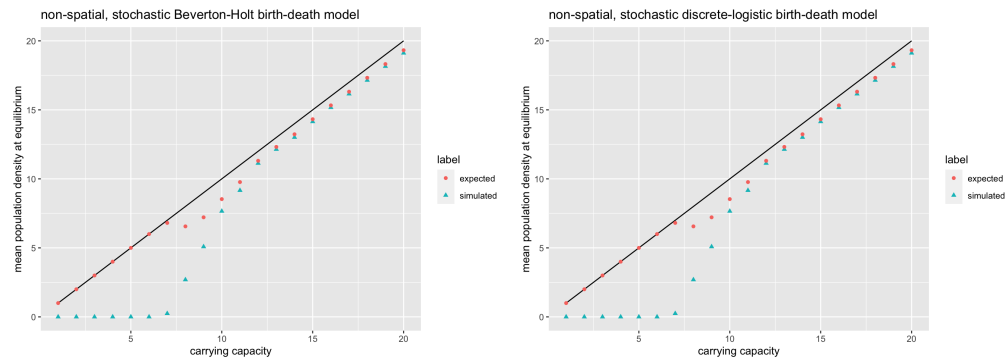 non-spatial, stochastic Beverton-Holt birth-death model
20
15
10
5
0
mean population density at equilibrium
5
10
15
20
carrying capacity
label
expected
simulated
non-spatial, stochastic discrete-logistic birth-death model
20
15
10
5
0
mean population density at equilibrium
5
10
15
20
carrying capacity
label
expected
simulated